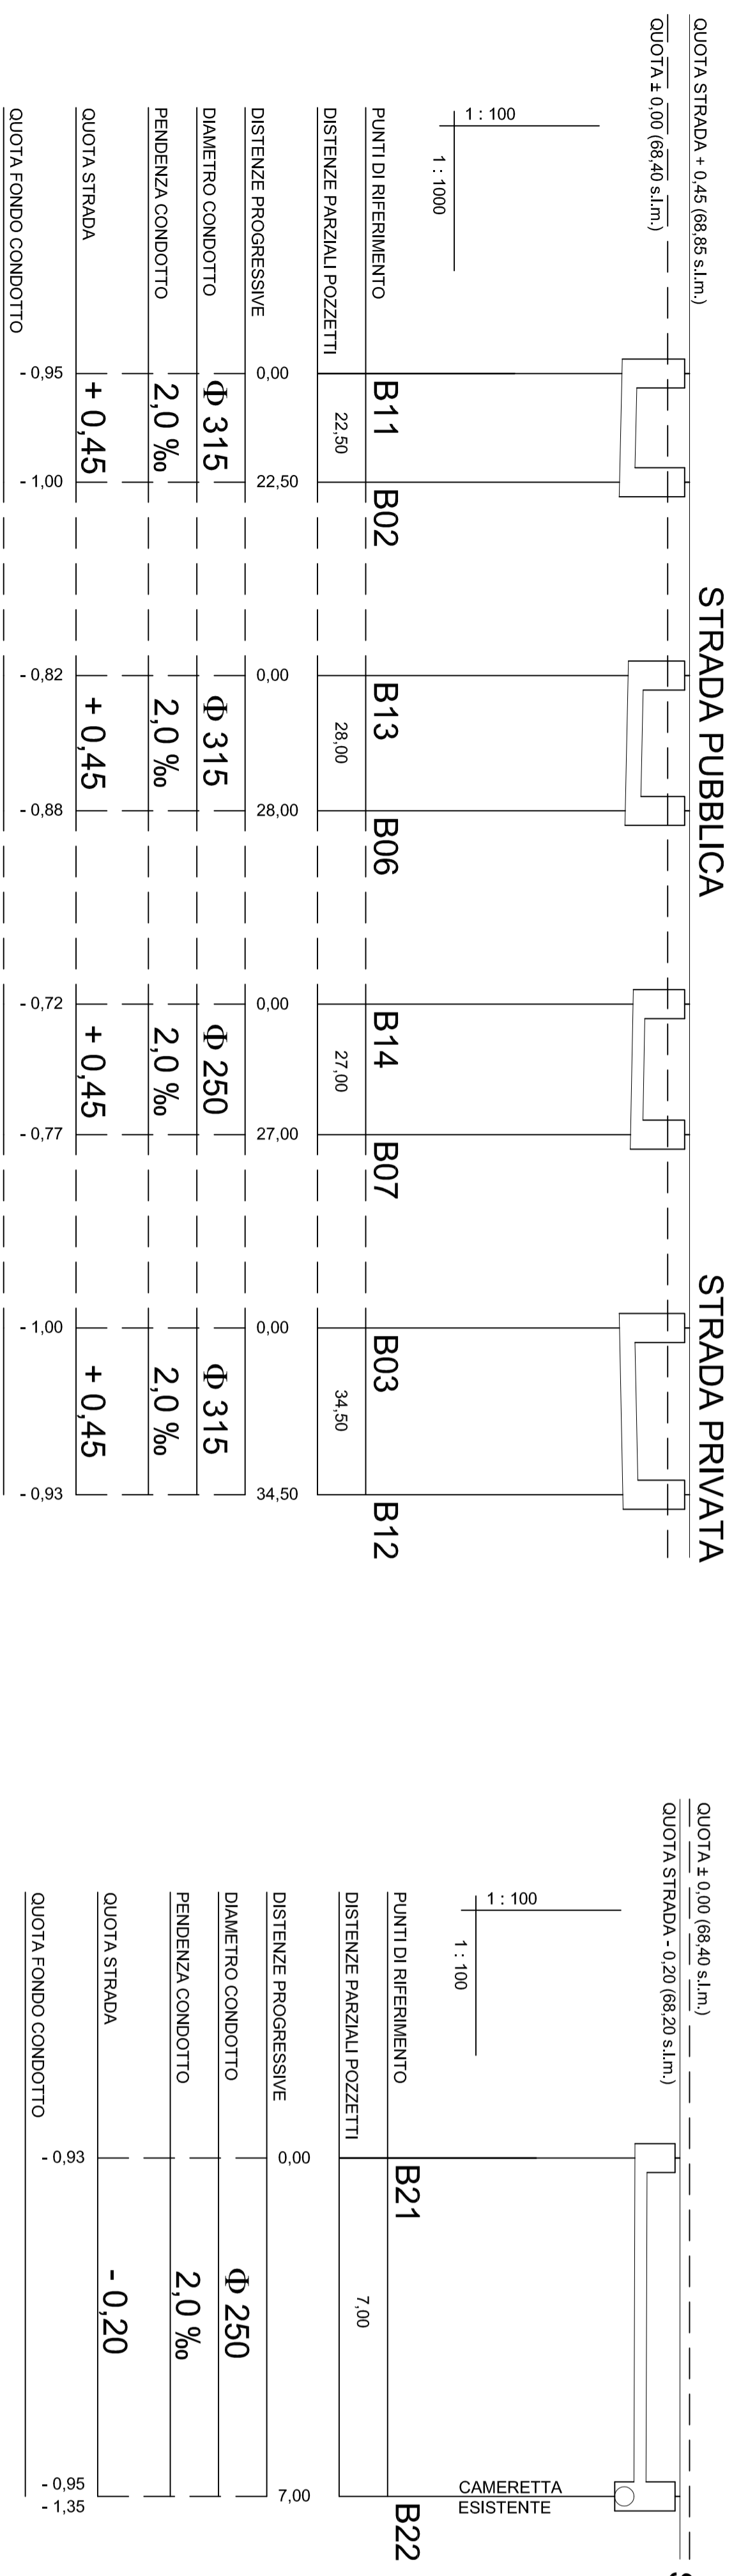 STRADA PUBBLICA
STRADA PRIVATA
QUOTA STRADA + 0,45 (68,85 s.l.m.)
QUOTA ± 0,00 (68,40 s.l.m.)
1 : 100
1 : 1000
PUNTI DI RIFERIMENTO
B11
B02
B13
B06
B14
B07
B03
B12
DISTENZE PARZIALI POZZETTI
22,50
28,00
27,00
34,50
DISTENZE PROGRESSIVE
0,00
22,50
0,00
28,00
0,00
27,00
0,00
34,50
DIAMETRO CONDOTTO
Φ 315
Φ 315
Φ 250
Φ 315
PENDENZA CONDOTTO
2,0 ‰
2,0 ‰
2,0 ‰
2,0 ‰
QUOTA STRADA
+ 0,45
+ 0,45
+ 0,45
+ 0,45
QUOTA FONDO CONDOTTO
- 0,95
- 1,00
- 0,82
- 0,88
- 0,72
- 0,77
- 1,00
- 0,93
QUOTA ± 0,00 (68,40 s.l.m.)
QUOTA STRADA - 0,20 (68,20 s.l.m.)
1 : 100
1 : 100
CAMERETTA
ESISTENTE
PUNTI DI RIFERIMENTO
B21
B22
DISTENZE PARZIALI POZZETTI
7,00
DISTENZE PROGRESSIVE
0,00
7,00
DIAMETRO CONDOTTO
Φ 250
PENDENZA CONDOTTO
2,0 ‰
QUOTA STRADA
- 0,20
QUOTA FONDO CONDOTTO
- 0,93
- 0,95
- 1,35